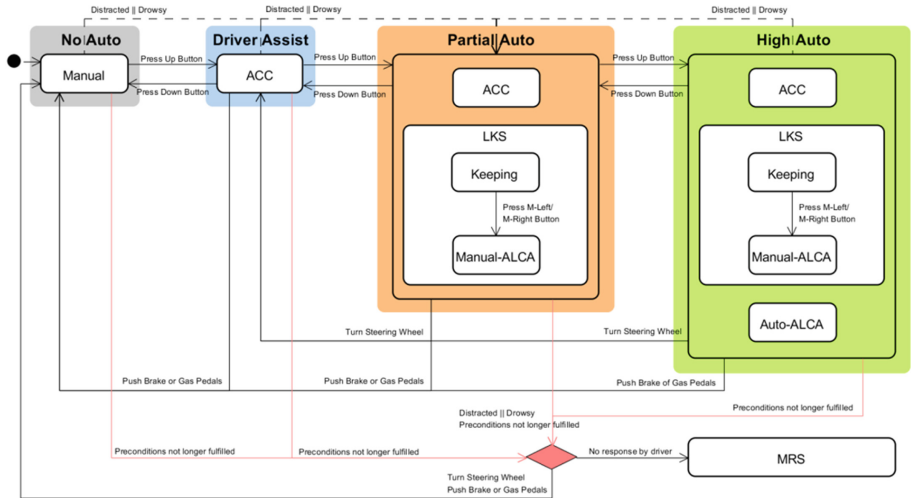 Distracted || Drowsy
Distracted || Drowsy
Distracted || Drowsy
No Auto
Driver Assist
Partial Auto
High Auto
Manual
Press Up Button
ACC
Press Up Button
Press Up Button
Press Down Button
Press Down Button
Press Down Button
ACC
ACC
LKS
LKS
Keeping
Keeping
Press M-Left/
M-Right Button
Press M-Left/
M-Right Button
Manual-ALCA
Manual-ALCA
Auto-ALCA
Turn Steering Wheel
Turn Steering Wheel
Push Brake or Gas Pedals
Push Brake or Gas Pedals
Push Brake of Gas Pedals
Distracted || Drowsy
Preconditions not longer fulfilled
Preconditions not longer fulfilled
Preconditions not longer fulfilled
Preconditions not longer fulfilled
No response by driver
MRS
Turn Steering Wheel
Push Brake or Gas Pedals